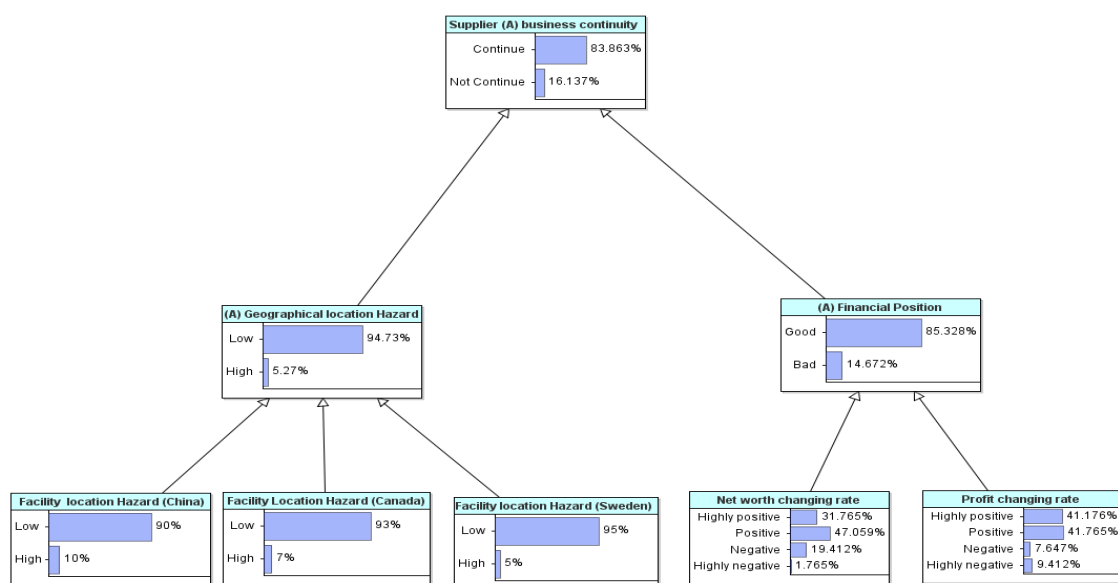 Supplier (A) business continuity
Continue 83.863%
Not Continue 16.137%
(A) Geographical location Hazard
Low 94.73%
High 5.27%
(A) Financial Position
Good 85.328%
Bad 14.672%
Facility location Hazard (China)
Low 90%
High 10%
Facility Location Hazard (Canada)
Low 93%
High 7%
Facility location Hazard (Sweden)
Low 95%
High 5%
Net worth changing rate
Highly positive 31.765%
Positive 47.059%
Negative 19.412%
Highly negative 1.765%
Profit changing rate
Highly positive 41.176%
Positive 41.765%
Negative 7.647%
Highly negative 9.412%